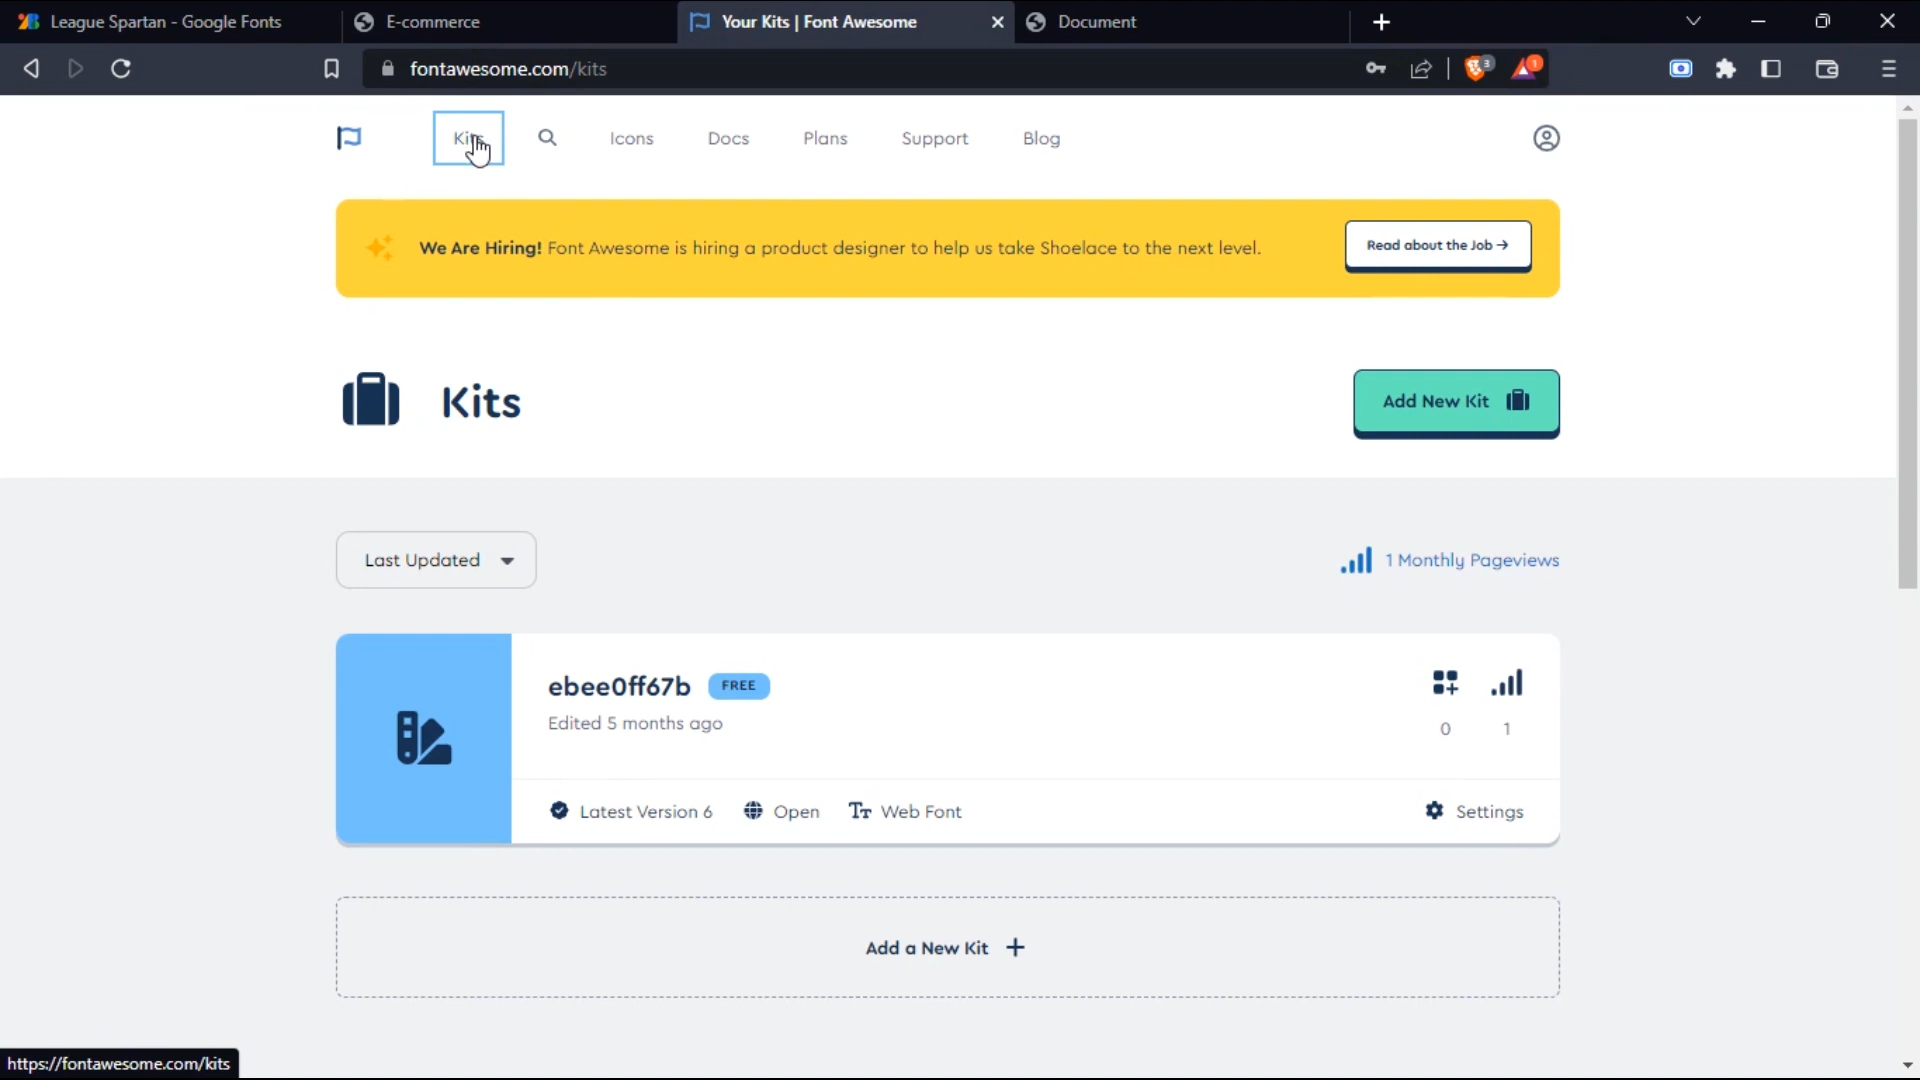 League Spartan - Google Fonts
E-commerce
Your Kits | Font Awesome
Document
fontawesome.com/kits
3
1
Kits
Icons
Docs
Plans
Support
Blog
We Are Hiring! Font Awesome is hiring a product designer to help us take Shoelace to the next level.
Read about the Job →
Kits
Add New Kit
Last Updated
1 Monthly Pageviews
ebee0ff67b
FREE
Edited 5 months ago
0
1
Latest Version 6
Open
Tт Web Font
Settings
Add a New Kit +
https://fontawesome.com/kits